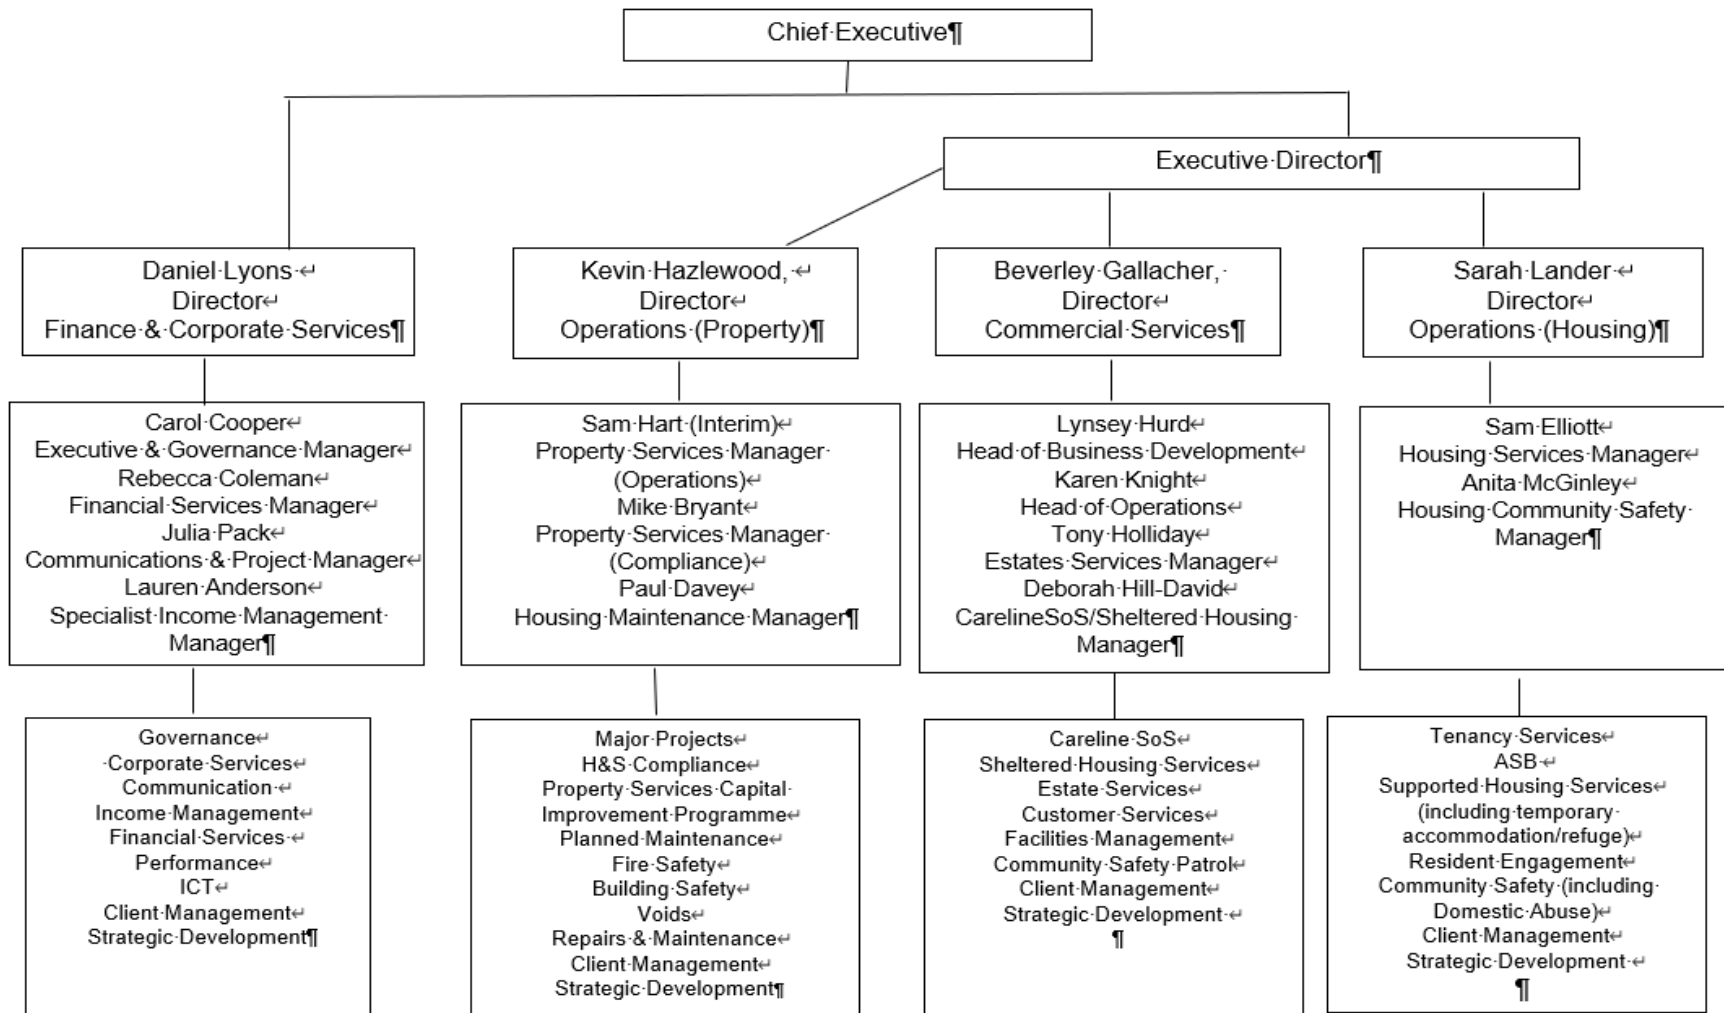 Chief Executive¶
Executive Director¶
Daniel Lyons ↵
Director↵
Finance & Corporate Services¶
Kevin Hazlewood, ↵
Director↵
Operations (Property)¶
Beverley Gallacher,
Director↵
Commercial Services¶
Sarah Lander ↵
Director↵
Operations (Housing)¶
Carol Cooper↵
Executive & Governance Manager↵
Rebecca Coleman↵
Financial Services Manager↵
Julia Pack↵
Communications & Project Manager↵
Lauren Anderson↵
Specialist Income Management
Manager¶
Sam Hart (Interim)↵
Property Services Manager
(Operations)↵
Mike Bryant↵
Property Services Manager
(Compliance)↵
Paul Davey↵
Housing Maintenance Manager¶
Lynsey Hurd↵
Head of Business Development↵
Karen Knight↵
Head of Operations↵
Tony Holliday↵
Estates Services Manager↵
Deborah Hill-David↵
CarelineSoS/Sheltered Housing
Manager¶
Sam Elliott↵
Housing Services Manager↵
Anita McGinley↵
Housing Community Safety
Manager¶
Governance↵
Corporate Services↵
Communication ↵
Income Management↵
Financial Services ↵
Performance↵
ICT↵
Client Management↵
Strategic Development¶
Major Projects↵
H&S Compliance↵
Property Services Capital
Improvement Programme↵
Planned Maintenance↵
Fire Safety↵
Building Safety↵
Voids↵
Repairs & Maintenance↵
Client Management↵
Strategic Development¶
Careline SoS↵
Sheltered Housing Services↵
Estate Services↵
Customer Services↵
Facilities Management↵
Community Safety Patrol↵
Client Management↵
Strategic Development ↵
¶
Tenancy Services↵
ASB ↵
Supported Housing Services↵
(including temporary
accommodation/refuge)↵
Resident Engagement↵
Community Safety (including
Domestic Abuse)↵
Client Management↵
Strategic Development ↵
¶